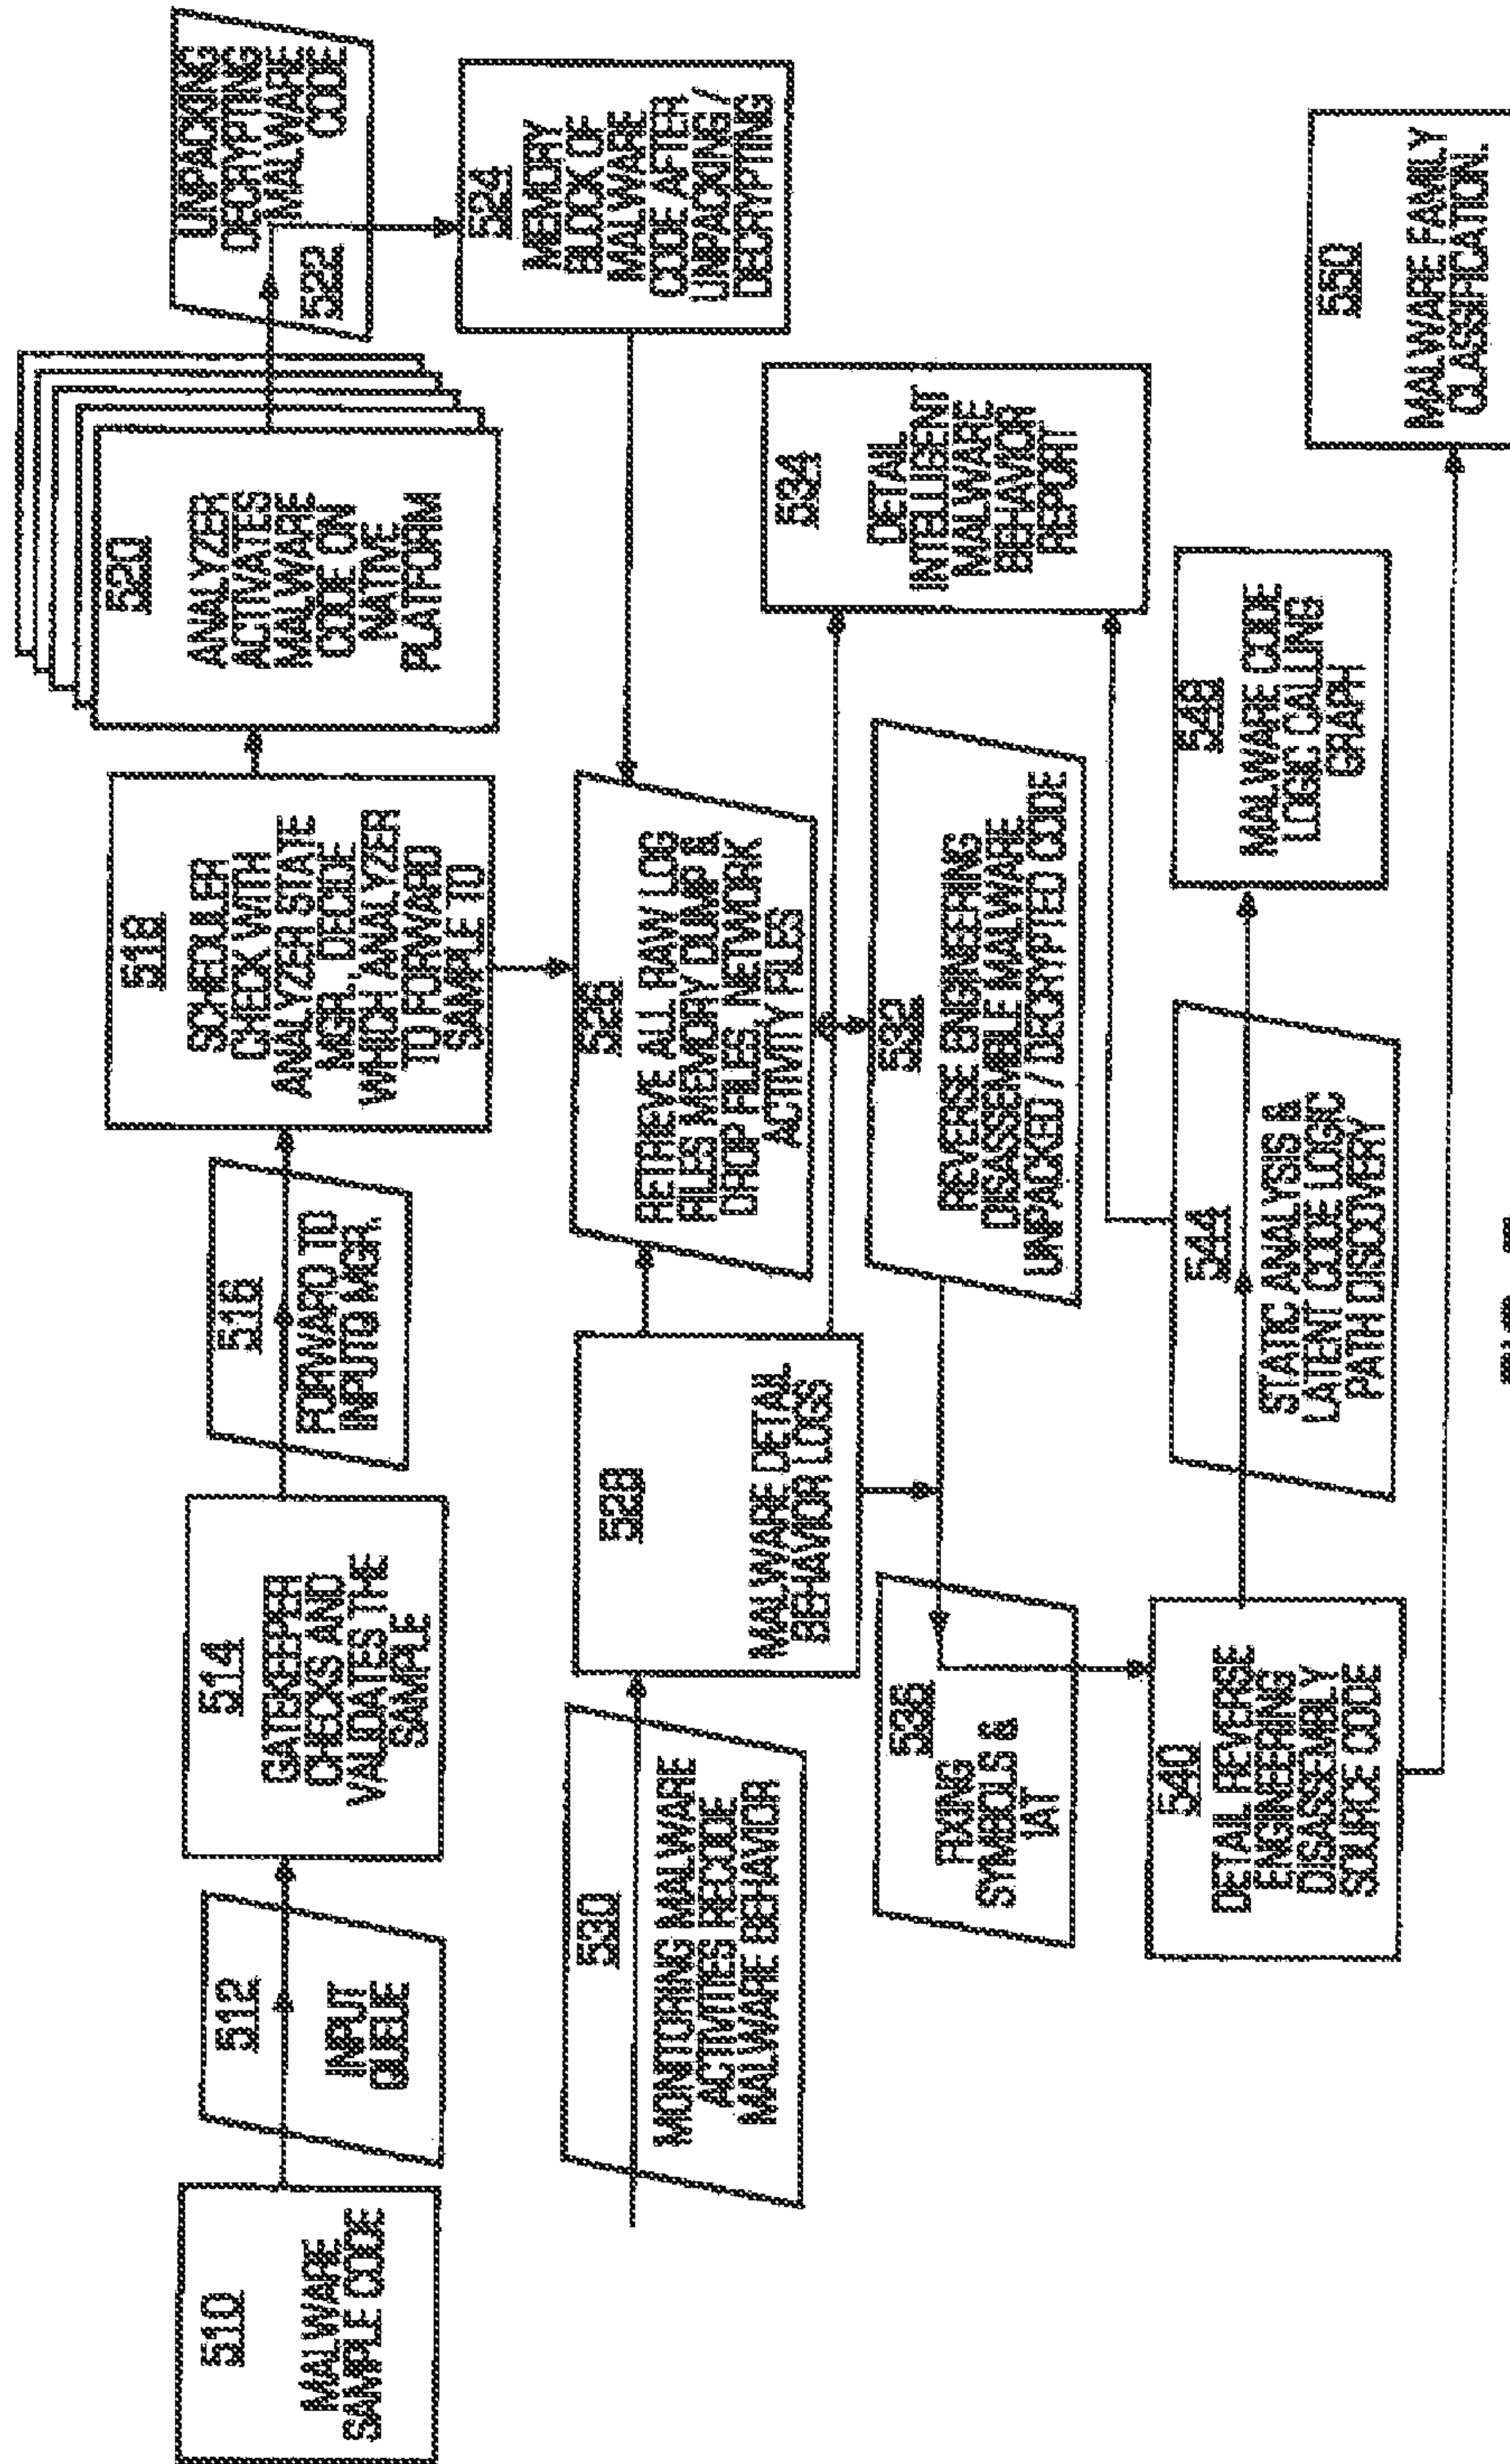 510
MALWARE
SAMPLE CODE
512
INPUT
QUEUE
514
GATEKEEPER
CHECKS AND
VALIDATES THE
SAMPLE
516
FORWARD TO
INPUT MGR.
518
SCHEDULER
CHECK WITH
ANALYZER STATE
MGR., DECIDE
WHICH ANALYZER
TO FORWARD
SAMPLE TO
520
ANALYZER
ACTIVATES
MALWARE
CODE ON
NATIVE
PLATFORM
UNPACKING
DECRYPTING
MALWARE
CODE
522
524
MEMORY
BLOCK OF
MALWARE
CODE AFTER
UNPACKING /
DECRYPTING
530
MONITORING MALWARE
ACTIVITIES RECODE
MALWARE BEHAVIOR
528
MALWARE DETAIL
BEHAVIOR LOGS
526
RETRIEVE ALL RAW LOG
FILES MEMORY DUMP &
DROP FILES, NETWORK
ACTIVITY FILES
534
DETAIL
INTELLIGENT
MALWARE
BEHAVIOR
REPORT
532
REVERSE ENGINEERING
DISASSEMBLE MALWARE
UNPACKED / DECRYPTED CODE
536
FIXING
SYMBOLS &
IAT
540
DETAIL REVERSE
ENGINEERING
DISASSEMBLY
SOURCE CODE
544
STATIC ANALYSIS &
LATENT CODE LOGIC
PATH DISCOVERY
548
MALWARE CODE
LOGIC CALLING
GRAPH
550
MALWARE FAMILY
CLASSIFICATION.